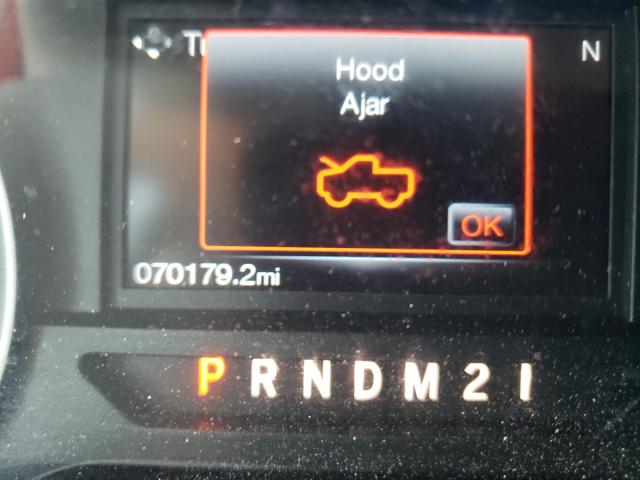 N
Hood
Ajar
OK
070179.2mi
P R N D M 2 1